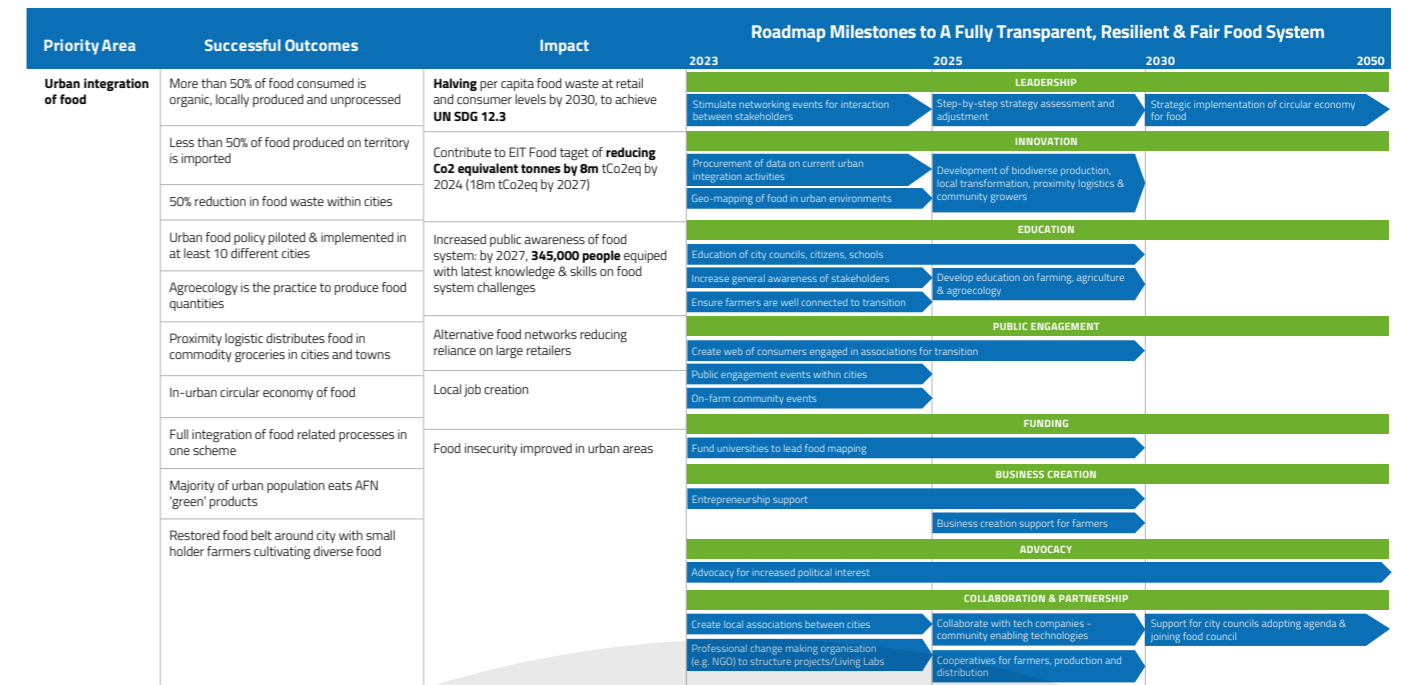 Priority Area
Successful Outcomes
Impact
Roadmap Milestones to A Fully Transparent, Resilient & Fair Food System
2023
2025
2030
2050
Urban integration
of food
More than 50% of food consumed is
organic, locally produced and unprocessed
Less than 50% of food produced on territory
is imported
50% reduction in food waste within cities
Urban food policy piloted & implemented in
at least 10 different cities
Agroecology is the practice to produce food
quantities
Proximity logistic distributes food in
commodity groceries in cities and towns
In-urban circular economy of food
Full integration of food related processes in
one scheme
Majority of urban population eats AFN
‘green’ products
Restored food belt around city with small
holder farmers cultivating diverse food
Halving per capita food waste at retail
and consumer levels by 2030, to achieve
UN SDG 12.3
Contribute to EIT Food taget of reducing
Co2 equivalent tonnes by 8m tCo2eq by
2024 (18m tCo2eq by 2027)
Increased public awareness of food
system: by 2027, 345,000 people equiped
with latest knowledge & skills on food
system challenges
Alternative food networks reducing
reliance on large retailers
Local job creation
Food insecurity improved in urban areas
LEADERSHIP
Stimulate networking events for interaction
between stakeholders
Step-by-step strategy assessment and
adjustment
Strategic implementation of circular economy
for food
INNOVATION
Procurement of data on current urban
integration activities
Geo-mapping of food in urban environments
Development of biodiverse production,
local transformation, proximity logistics &
community growers
EDUCATION
Education of city councils, citizens, schools
Increase general awareness of stakeholders
Ensure farmers are well connected to transition
Develop education on farming, agriculture
& agroecology
PUBLIC ENGAGEMENT
Create web of consumers engaged in associations for transition
Public engagement events within cities
On-farm community events
FUNDING
Fund universities to lead food mapping
BUSINESS CREATION
Entrepreneurship support
Business creation support for farmers
ADVOCACY
Advocacy for increased political interest
COLLABORATION & PARTNERSHIP
Create local associations between cities
Professional change making organisation
(e.g. NGO) to structure projects/Living Labs
Collaborate with tech companies -
community enabling technologies
Cooperatives for farmers, production and
distribution
Support for city councils adopting agenda &
joining food council